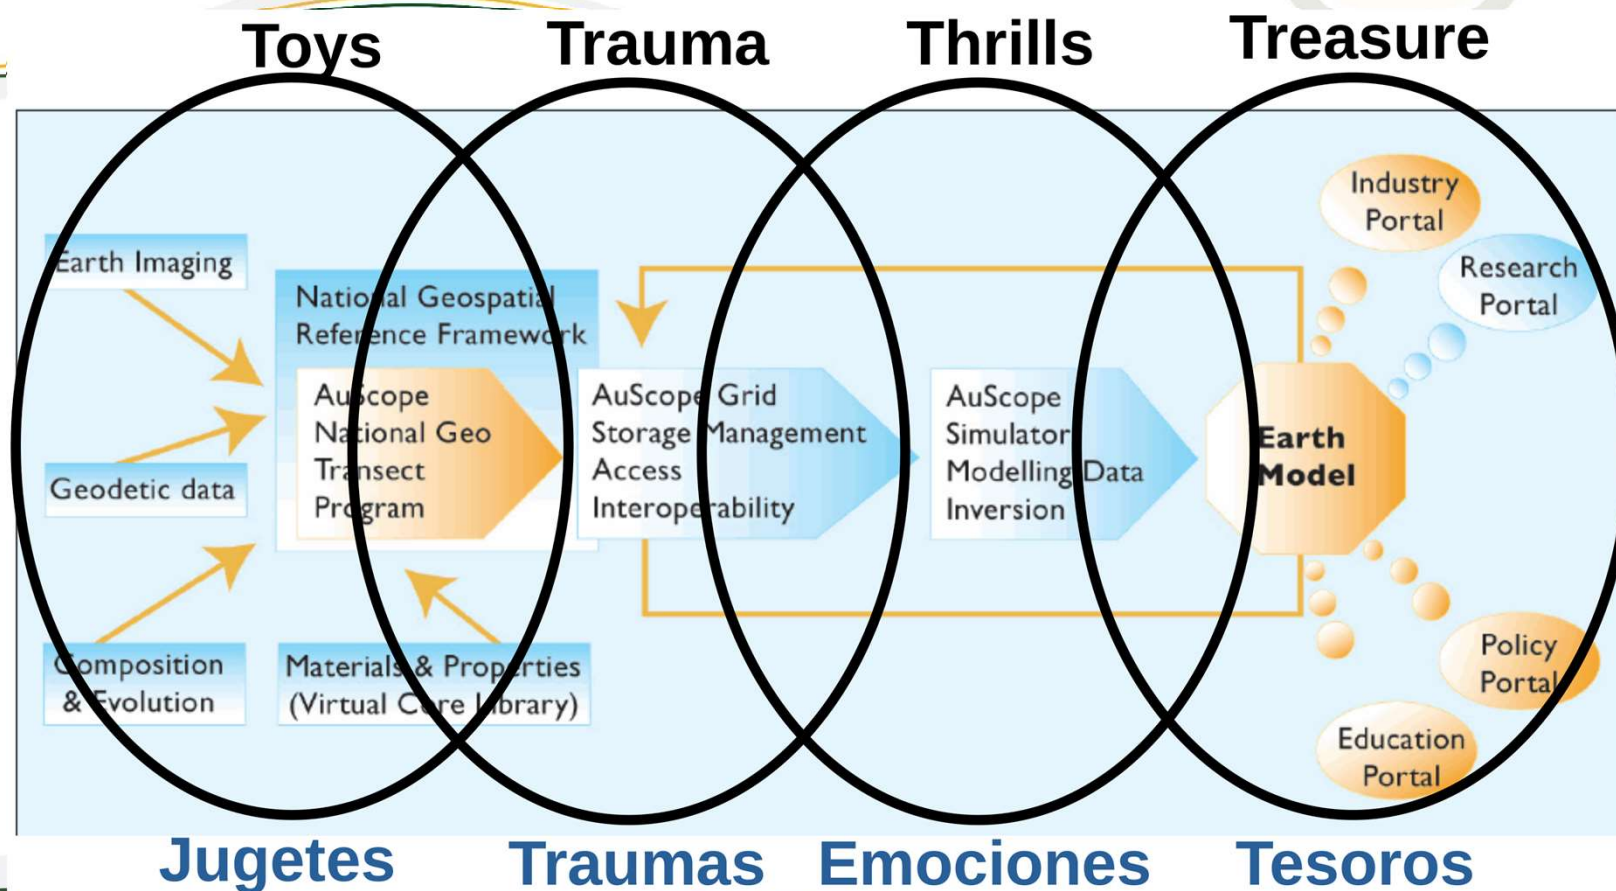 Toys
Trauma
Thrills
Treasure
Industry
Portal
Research
Portal
Earth Imaging
National Geospatial
Reference Framework
AuScope
National Geo
Transect
Program
AuScope Grid
Storage Management
Access
Interoperability
AuScope
Simulator
Modelling Data
Inversion
Earth
Model
Geodetic data
Composition
& Evolution
Materials & Properties
(Virtual Core Library)
Policy
Portal
Education
Portal
Jugetes
Traumas
Emociones
Tesoros